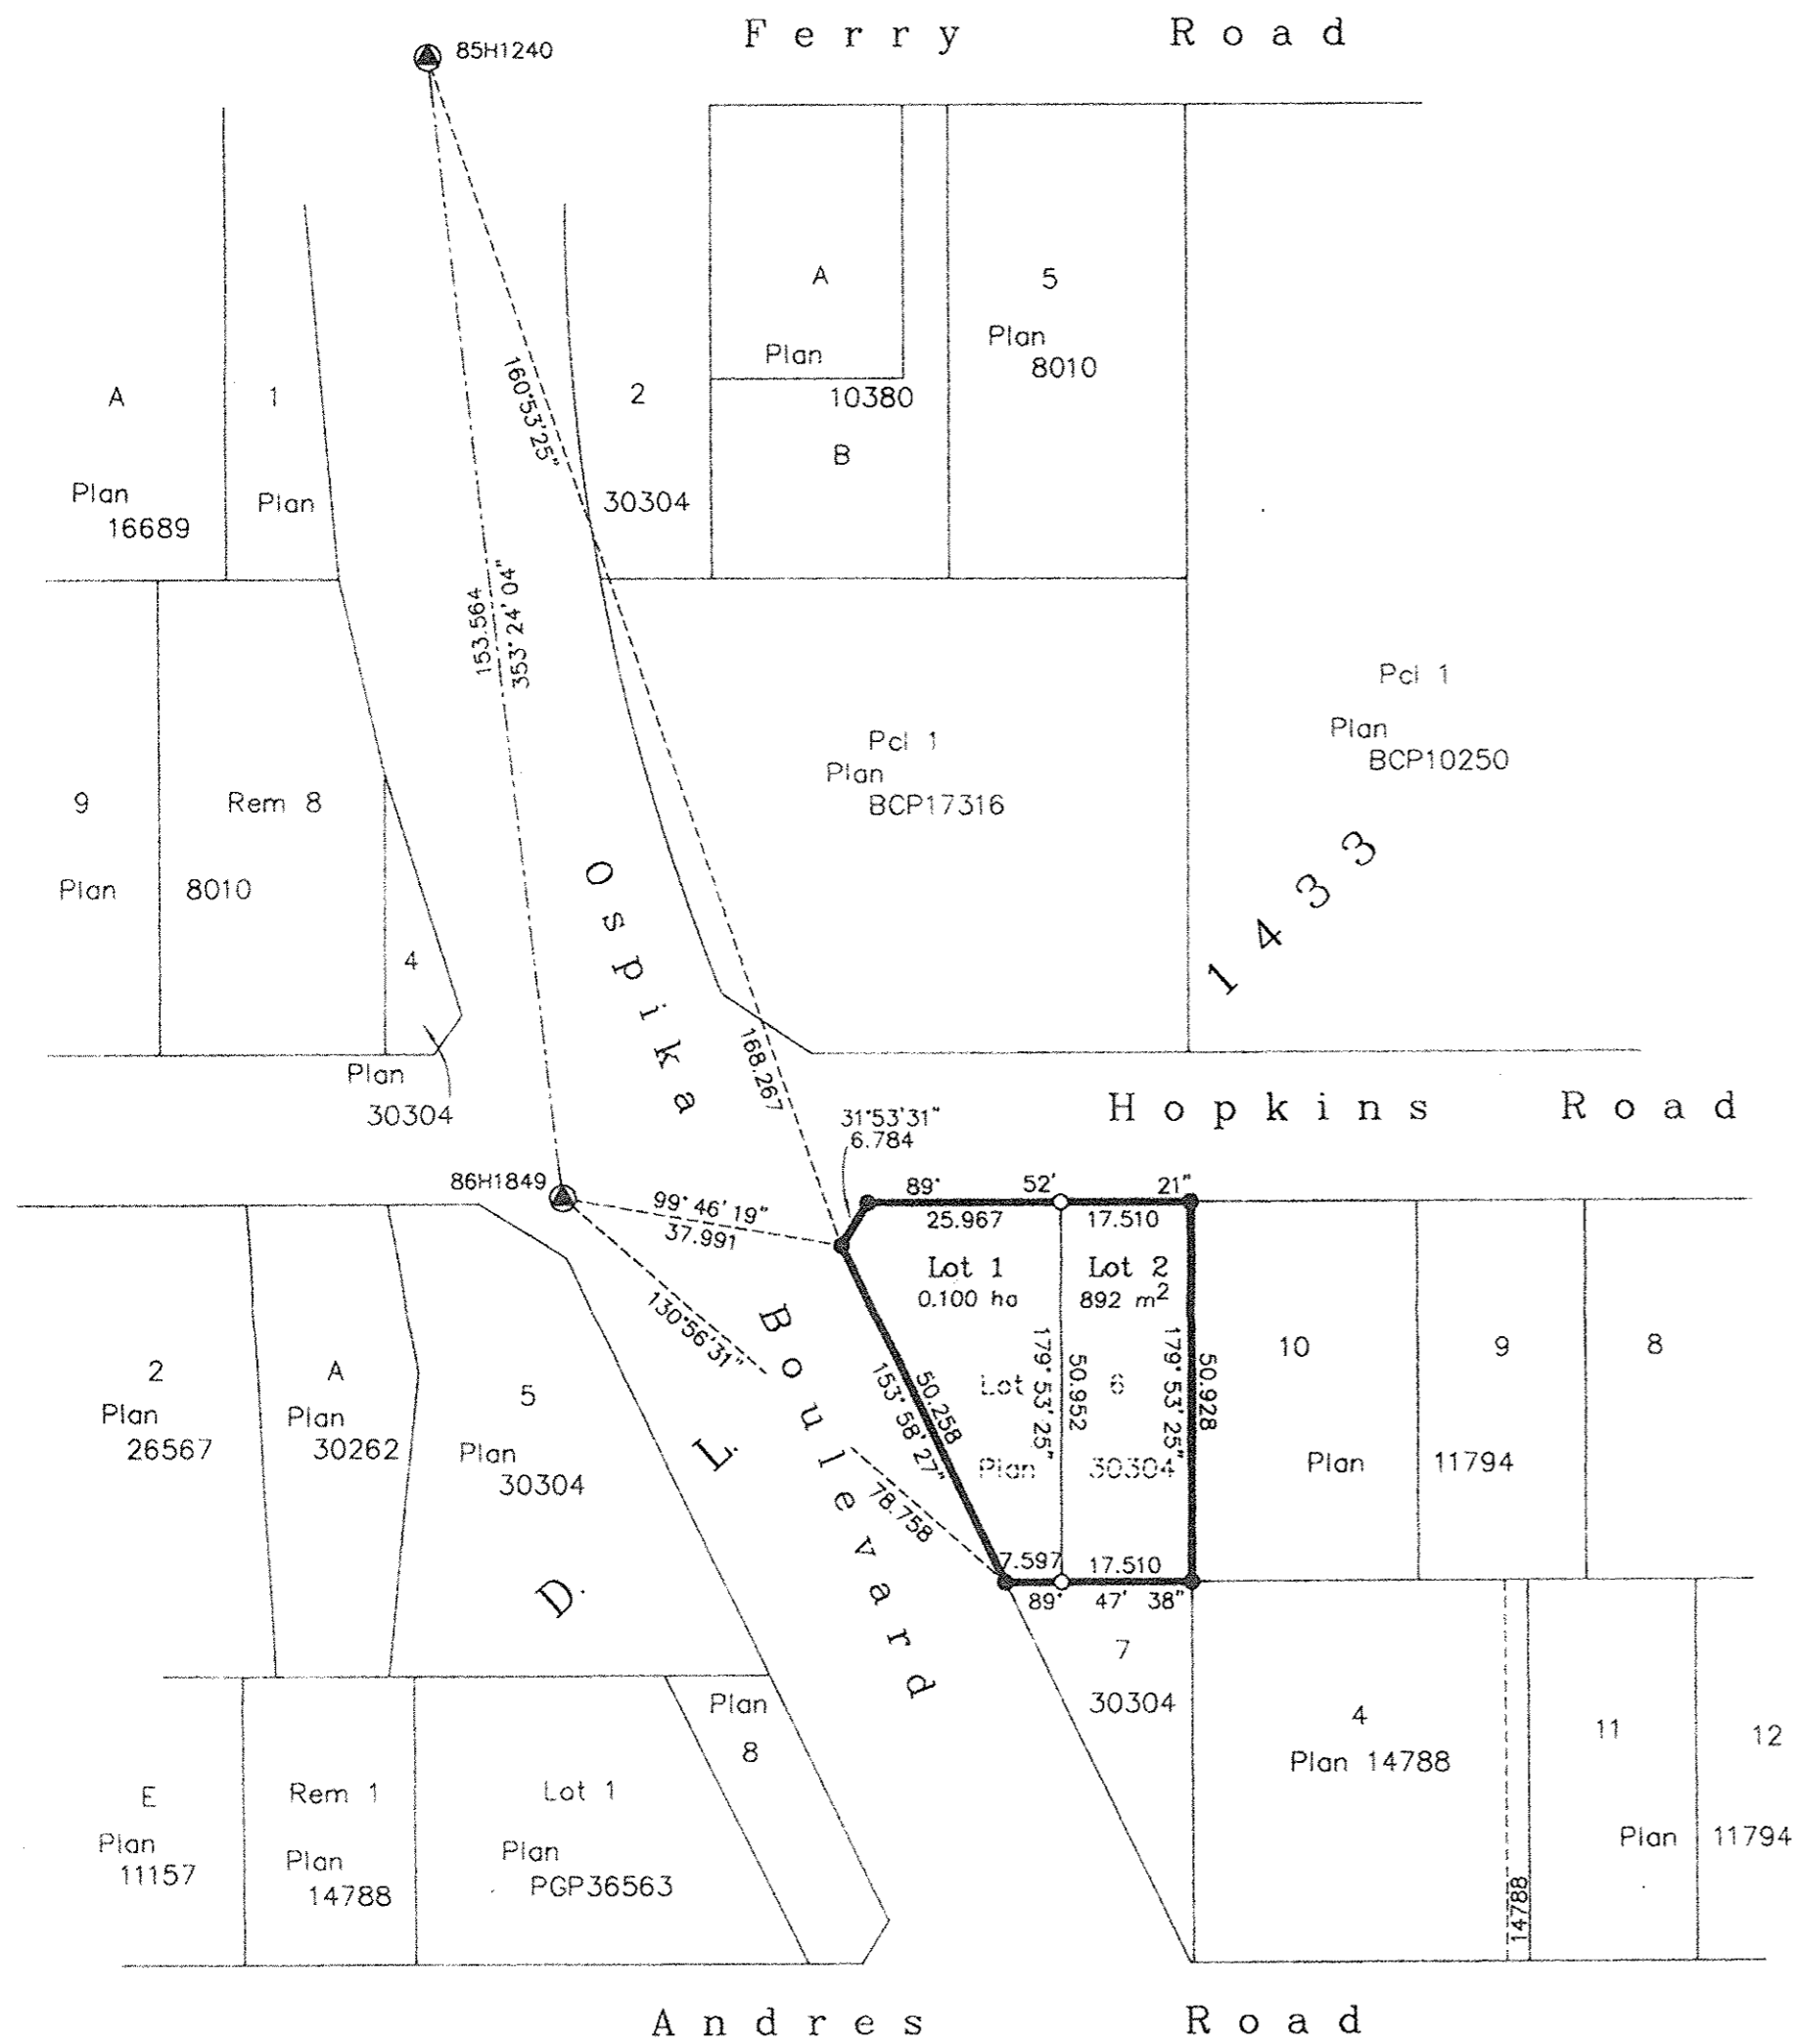 Ferry Road
85H1240
A
Plan
10380
B
5
Plan
8010
160°53'25"
2
30304
A
Plan
16689
1
Plan
153.564
353° 24' 04"
Pcl 1
Plan
BCP10250
Pcl 1
Plan
BCP17316
9
Plan
Rem 8
8010
4
Plan
30304
1433
Ospika
168.267
Hopkins Road
31°53'31"
6.784
86H1849
99° 46' 19"
37.991
89° 52' 21"
25.967 17.510
Lot 1
0.100 ha
Lot 2
892 m²
130°56'31"
Boulevard
50.258
153° 58' 27"
179° 53' 25"
50.952
179° 53' 25"
50.928
Lot 6
Plan 30304
10
9
8
Plan 11794
2
Plan
26567
A
Plan
30262
5
Plan
30304
D. L.
78.758
7.597 17.510
89° 47' 38"
7
30304
4
Plan 14788
14788
11
12
Plan 11794
Plan
8
E
Plan
11157
Rem 1
Plan
14788
Lot 1
Plan
PGP36563
Andres Road